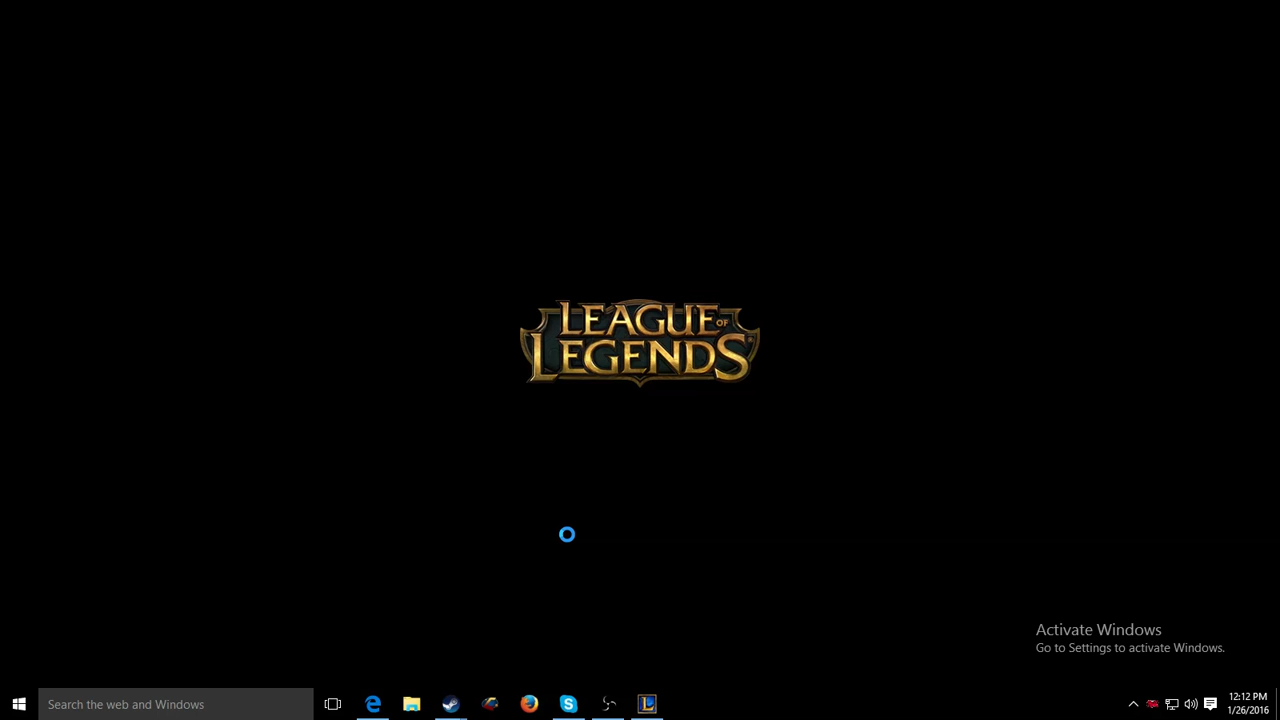 LEAGUE OF
LEGENDS
Activate Windows
Go to Settings to activate Windows.
Search the web and Windows
12:12 PM
1/26/2016